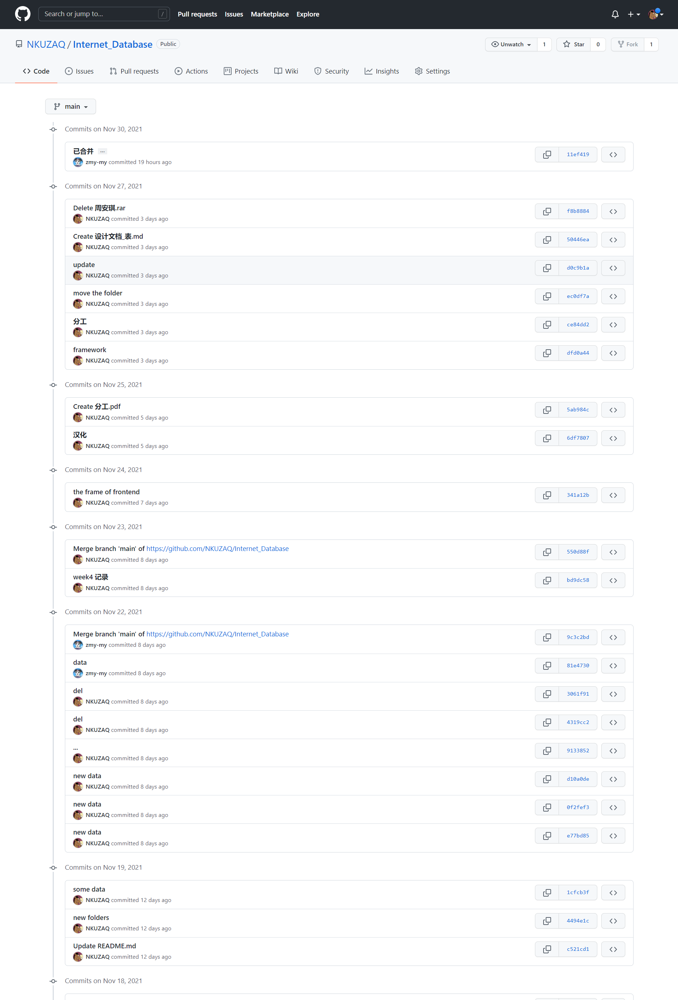 Search or jump to... /
Pull requests Issues Marketplace Explore
NKUZAQ / Internet_Database Public
Unwatch 1 Star 0 Fork 1
Code Issues Pull requests Actions Projects Wiki Security Insights Settings
main
Commits on Nov 30, 2021
已合并 …
11ef419
zmy-my committed 19 hours ago
Commits on Nov 27, 2021
Delete 周安琪.rar
f8b8884
NKUZAQ committed 3 days ago
Create 设计文档_表.md
50446ea
NKUZAQ committed 3 days ago
update
d0c9b1a
NKUZAQ committed 3 days ago
move the folder
ec0df7a
NKUZAQ committed 3 days ago
分工
ce84dd2
NKUZAQ committed 3 days ago
framework
dfd0a44
NKUZAQ committed 3 days ago
Commits on Nov 25, 2021
Create 分工.pdf
5ab984c
NKUZAQ committed 5 days ago
汉化
6df7807
NKUZAQ committed 5 days ago
Commits on Nov 24, 2021
the frame of frontend
341a12b
NKUZAQ committed 7 days ago
Commits on Nov 23, 2021
Merge branch 'main' of https://github.com/NKUZAQ/Internet_Database
550d88f
NKUZAQ committed 8 days ago
week4 记录
bd9dc58
NKUZAQ committed 8 days ago
Commits on Nov 22, 2021
Merge branch 'main' of https://github.com/NKUZAQ/Internet_Database
9c3c2bd
zmy-my committed 8 days ago
data
81e4730
zmy-my committed 8 days ago
del
3061f91
NKUZAQ committed 8 days ago
del
4319cc2
NKUZAQ committed 8 days ago
...
9133852
NKUZAQ committed 8 days ago
new data
d10a0de
NKUZAQ committed 8 days ago
new data
0f2fef3
NKUZAQ committed 8 days ago
new data
e77bd85
NKUZAQ committed 8 days ago
Commits on Nov 19, 2021
some data
1cfcb3f
NKUZAQ committed 12 days ago
new folders
4494e1c
NKUZAQ committed 12 days ago
Update README.md
c521cd1
NKUZAQ committed 12 days ago
Commits on Nov 18, 2021